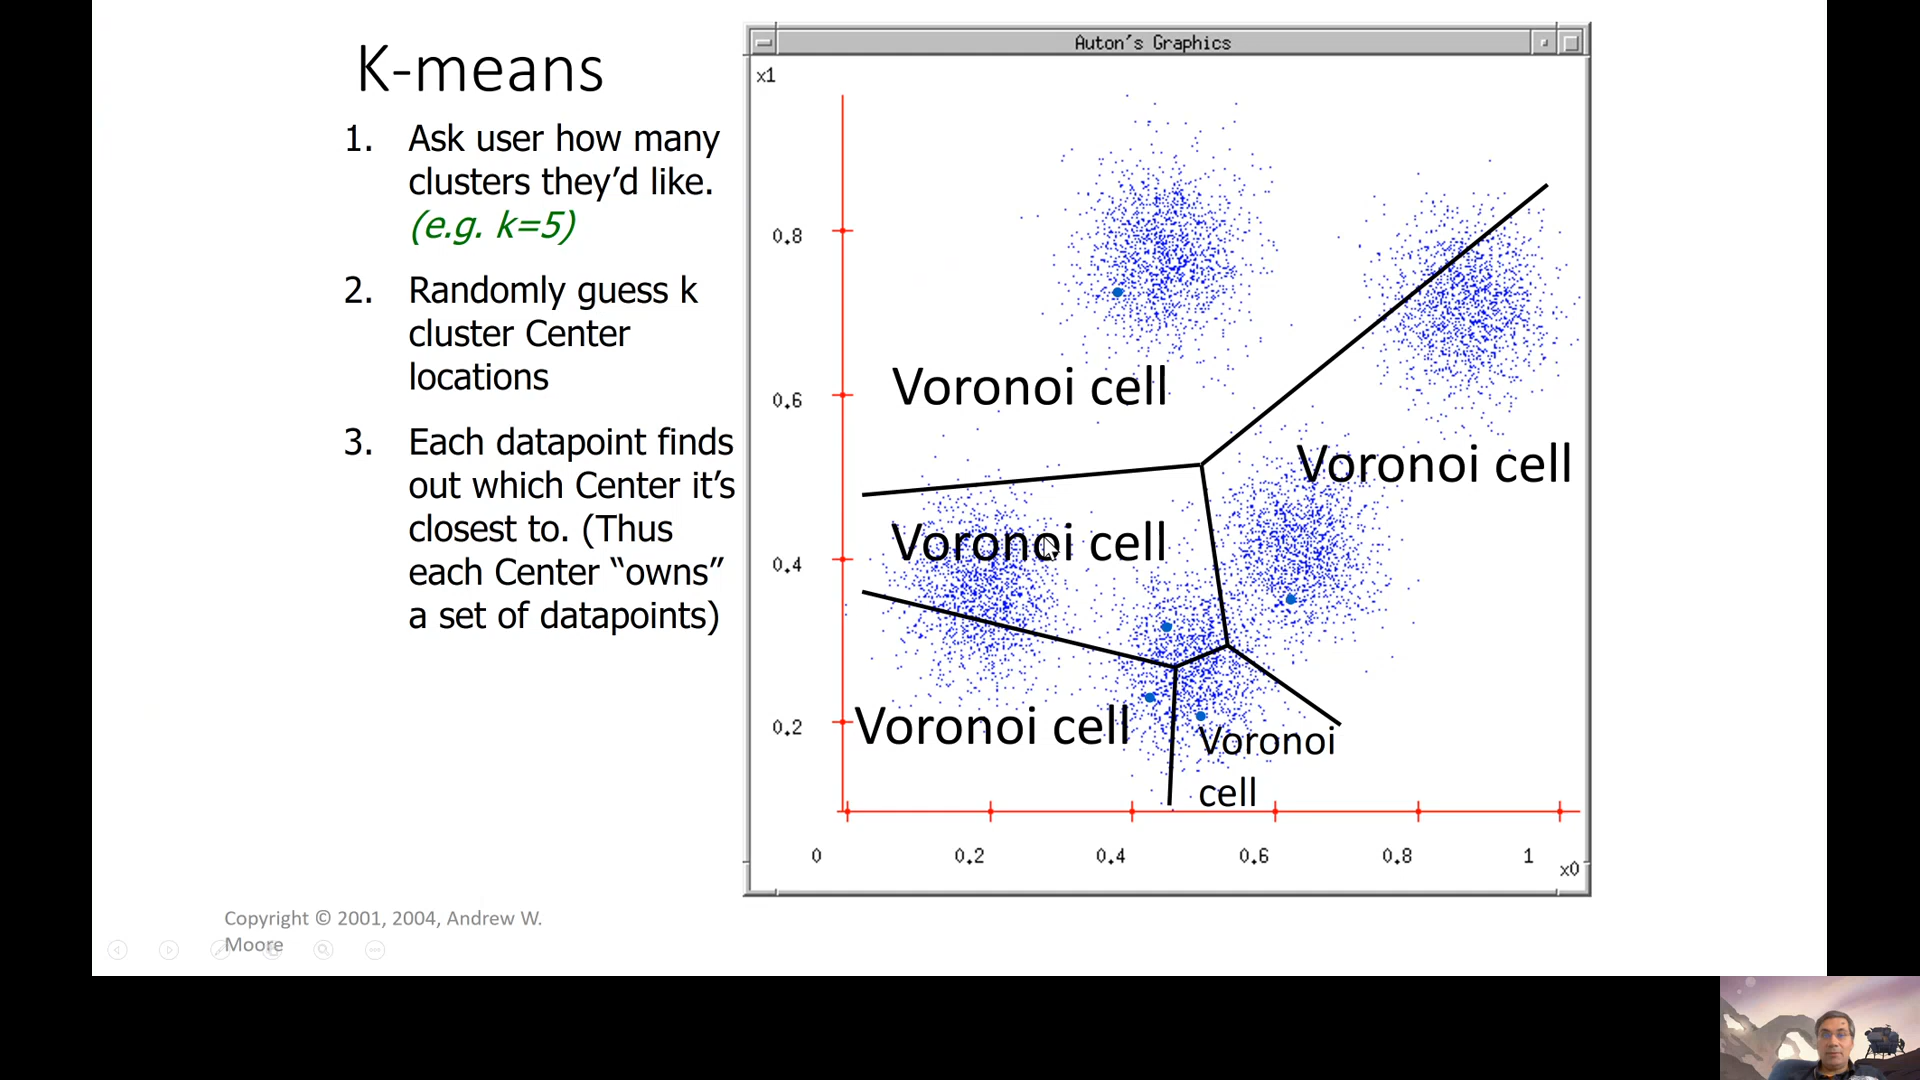 K-means
1. Ask user how many
clusters they’d like.
(e.g. k=5)
2. Randomly guess k
cluster Center
locations
3. Each datapoint finds
out which Center it’s
closest to. (Thus
each Center “owns”
a set of datapoints)
Auton's Graphics
x1
0.8
0.6
0.4
0.2
Voronoi cell
Voronoi cell
Voronoi cell
Voronoi cell
Voronoi
cell
0 0.2 0.4 0.6 0.8 1
x0
Copyright © 2001, 2004, Andrew W.
Moore